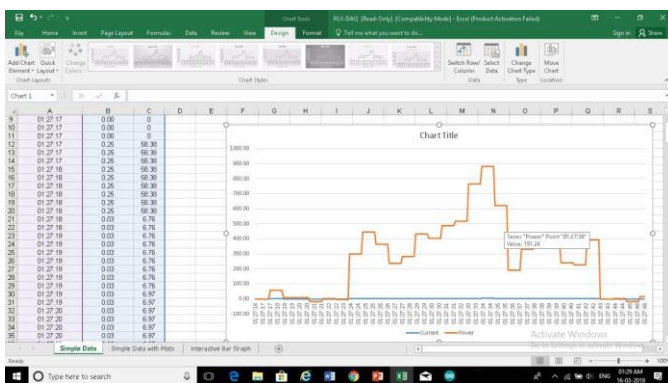 Chart Tools
PLX-DAQ [Read-Only] [Compatibility Mode] - Excel (Product Activation Failed)
File Home Insert Page Layout Formulas Data Review View Design Format Tell me what you want to do... Sign in Share
Add Chart Element Quick Layout Change Colors Switch Row/ Column Select Data Change Chart Type Move Chart
Chart Layouts Chart Styles Data Type Location
Chart 1
A B C D E F G H I J K L M N O P Q R S
9 01:27:17 0.00 0
10 01:27:17 0.00 0
11 01:27:17 0.00 0
12 01:27:17 0.25 58.38
13 01:27:17 0.25 58.38
14 01:27:17 0.25 58.38
15 01:27:18 0.25 58.38
16 01:27:18 0.25 58.38
17 01:27:18 0.25 58.38
18 01:27:18 0.25 58.38
19 01:27:18 0.25 58.38
20 01:27:18 0.25 58.38
21 01:27:18 0.03 6.76
22 01:27:18 0.03 6.76
23 01:27:19 0.03 6.76
24 01:27:19 0.03 6.76
25 01:27:19 0.03 6.76
26 01:27:19 0.03 6.76
27 01:27:19 0.03 6.76
28 01:27:19 0.03 6.76
29 01:27:19 0.03 6.76
30 01:27:19 0.03 6.97
31 01:27:19 0.03 6.97
32 01:27:20 0.03 6.97
33 01:27:20 0.03 6.97
34 01:27:20 0.03 6.97
35 01:27:20 0.03 6.97
Chart Title
1000.00
900.00
800.00
700.00
600.00
500.00
400.00
300.00
200.00
100.00
0.00
-100.00
Series "Power" Point "01:27:36"
Value: 191.24
Current Power
Activate Windows
Simple Data Simple Data with Plots Interactive Bar Graph
Ready
100%
Type here to search
ENG
01:29 AM
16-03-2018